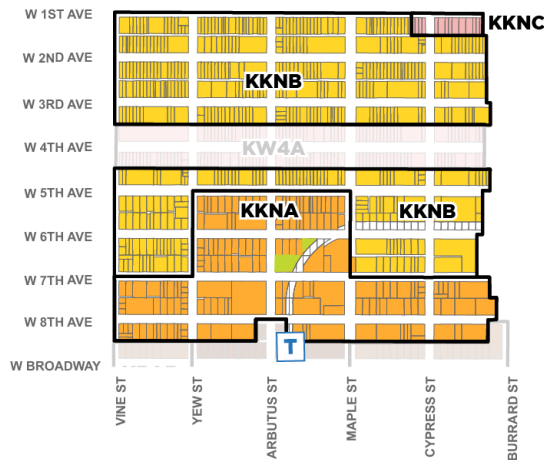 W 1ST AVE
KKNC
W 2ND AVE
KKNB
W 3RD AVE
W 4TH AVE
KW4A
W 5TH AVE
KKNA
KKNB
W 6TH AVE
W 7TH AVE
W 8TH AVE
T
W BROADWAY
VINE ST
YEW ST
ARBUTUS ST
MAPLE ST
CYPRESS ST
BURRARD ST